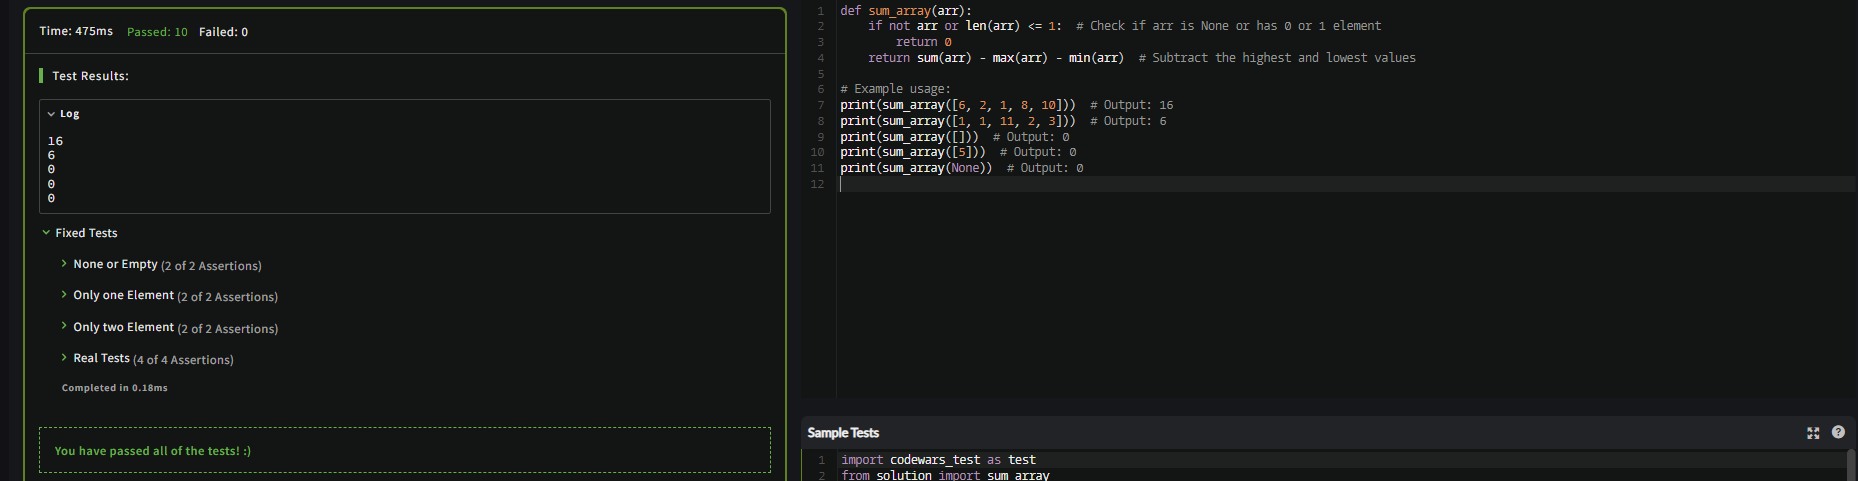 Time: 475ms Passed: 10 Failed: 0
Test Results:
Log
16
6
0
0
0
Fixed Tests
None or Empty (2 of 2 Assertions)
Only one Element (2 of 2 Assertions)
Only two Element (2 of 2 Assertions)
Real Tests (4 of 4 Assertions)
Completed in 0.18ms
You have passed all of the tests! :)
1 def sum_array(arr):
2     if not arr or len(arr) <= 1:  # Check if arr is None or has 0 or 1 element
3         return 0
4     return sum(arr) - max(arr) - min(arr)  # Subtract the highest and lowest values
5
6 # Example usage:
7 print(sum_array([6, 2, 1, 8, 10]))  # Output: 16
8 print(sum_array([1, 1, 11, 2, 3]))  # Output: 6
9 print(sum_array([]))  # Output: 0
10 print(sum_array([5]))  # Output: 0
11 print(sum_array(None))  # Output: 0
12
Sample Tests
?
1 import codewars_test as test
2 from solution import sum_array